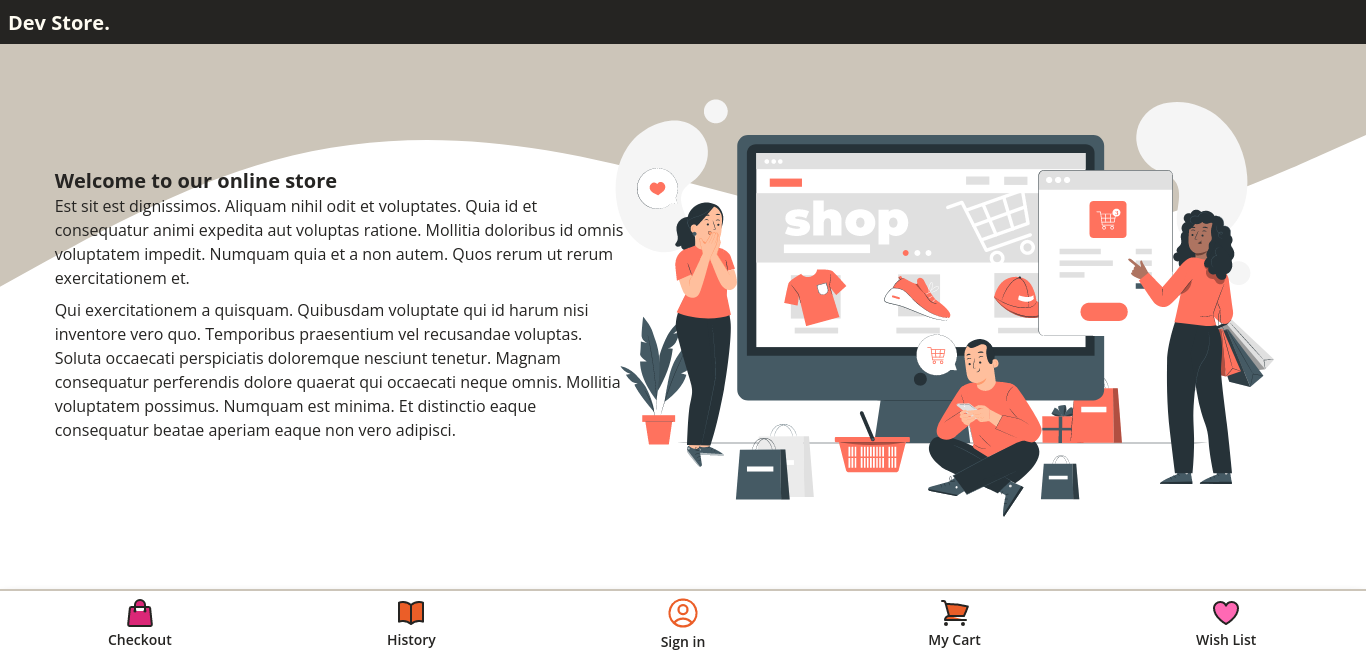 Dev Store.
Welcome to our online store
Est sit est dignissimos. Aliquam nihil odit et voluptates. Quia id et
consequatur animi expedita aut voluptas ratione. Mollitia doloribus id omnis
voluptatem impedit. Numquam quia et a non autem. Quos rerum ut rerum
exercitationem et.
Qui exercitationem a quisquam. Quibusdam voluptate qui id harum nisi
inventore vero quo. Temporibus praesentium vel recusandae voluptas.
Soluta occaecati perspiciatis doloremque nesciunt tenetur. Magnam
consequatur perferendis dolore quaerat qui occaecati neque omnis. Mollitia
voluptatem possimus. Numquam est minima. Et distinctio eaque
consequatur beatae aperiam eaque non vero adipisci.
shop
Checkout
History
Sign in
My Cart
Wish List